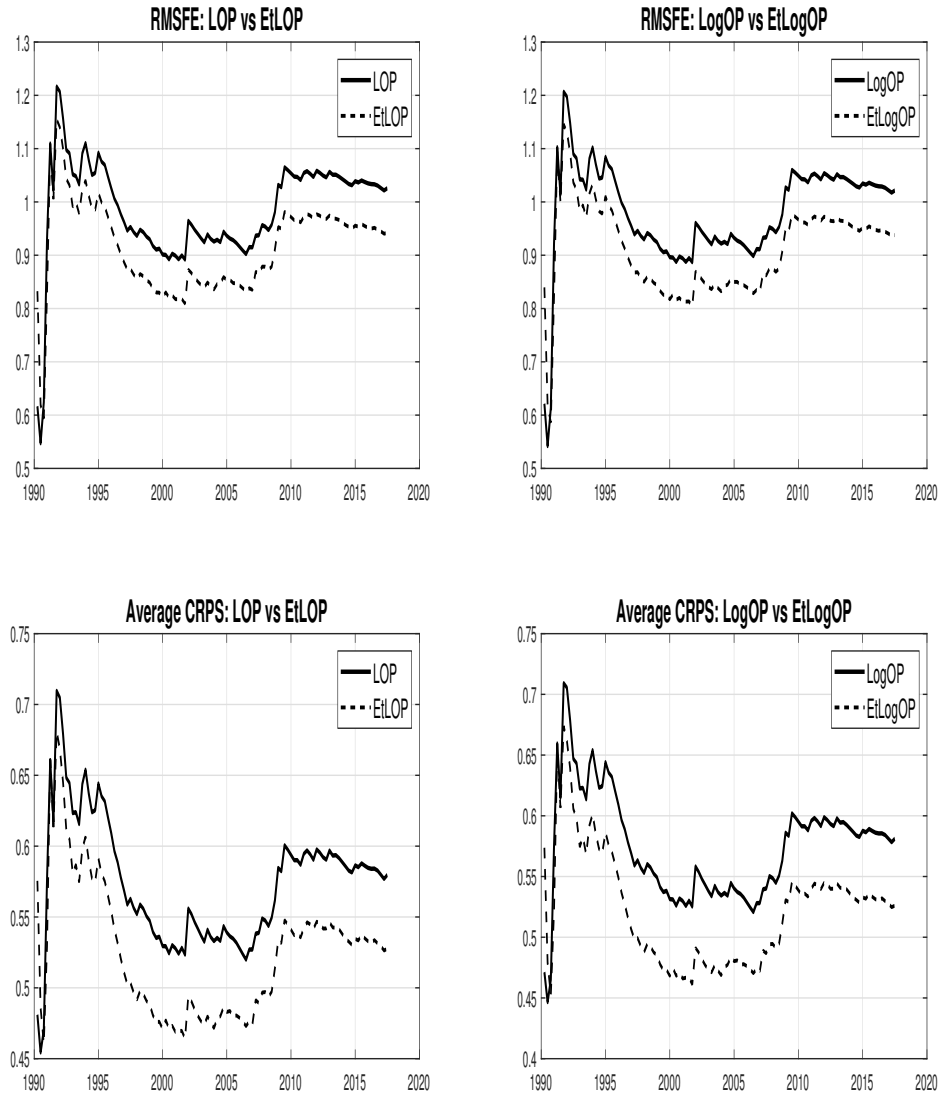 RMSFE: LOP vs EtLOP
1.3
1.2
1.1
1
0.9
0.8
0.7
0.6
0.5
1990 1995 2000 2005 2010 2015 2020
LOP
EtLOP
RMSFE: LogOP vs EtLogOP
1.3
1.2
1.1
1
0.9
0.8
0.7
0.6
0.5
1990 1995 2000 2005 2010 2015 2020
LogOP
EtLogOP
Average CRPS: LOP vs EtLOP
0.75
0.7
0.65
0.6
0.55
0.5
0.45
1990 1995 2000 2005 2010 2015 2020
LOP
EtLOP
Average CRPS: LogOP vs EtLogOP
0.75
0.7
0.65
0.6
0.55
0.5
0.45
0.4
1990 1995 2000 2005 2010 2015 2020
LogOP
EtLogOP